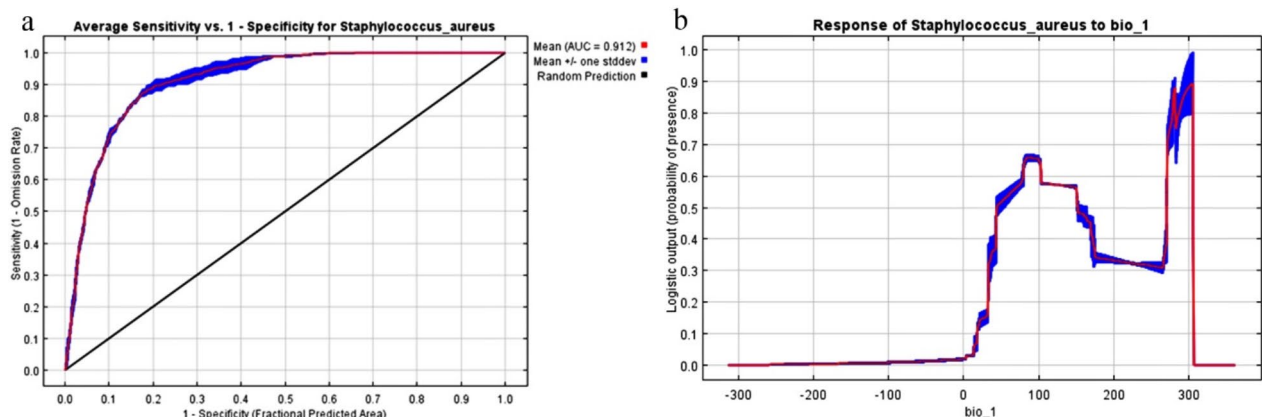 a
Average Sensitivity vs. 1 - Specificity for Staphylococcus_aureus
Mean (AUC = 0.912)
Mean +/- one stddev
Random Prediction
Sensitivity (1 - Omission Rate)
1.0
0.9
0.8
0.7
0.6
0.5
0.4
0.3
0.2
0.1
0.0
0.0 0.1 0.2 0.3 0.4 0.5 0.6 0.7 0.8 0.9 1.0
1 - Specificity (Fractional Predicted Area)
b
Response of Staphylococcus_aureus to bio_1
Logistic output (probability of presence)
1.0
0.9
0.8
0.7
0.6
0.5
0.4
0.3
0.2
0.1
0.0
-300 -200 -100 0 100 200 300
bio_1